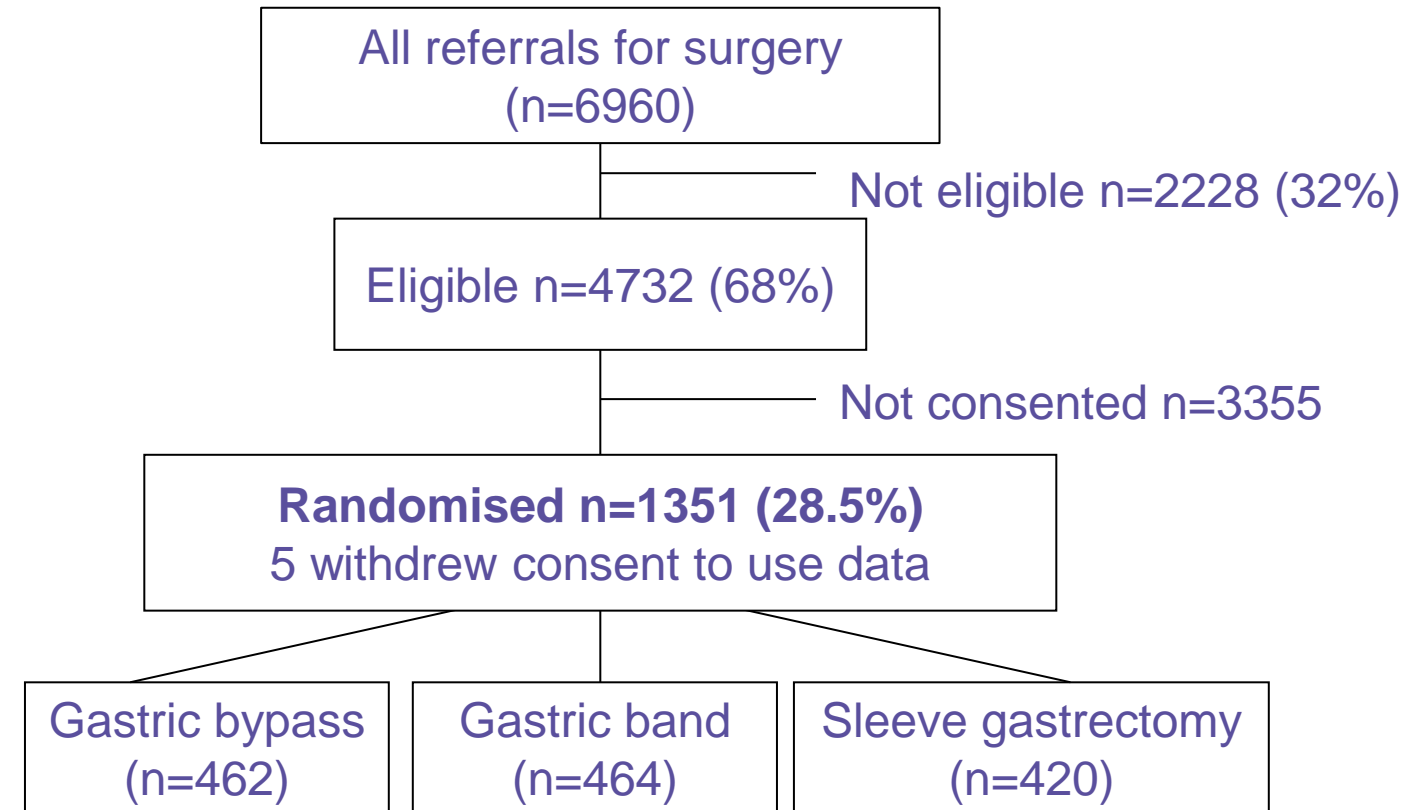 All referrals for surgery
(n=6960)
Not eligible n=2228 (32%)
Eligible n=4732 (68%)
Not consented n=3355
Randomised n=1351 (28.5%)
5 withdrew consent to use data
Gastric bypass
(n=462)
Gastric band
(n=464)
Sleeve gastrectomy
(n=420)